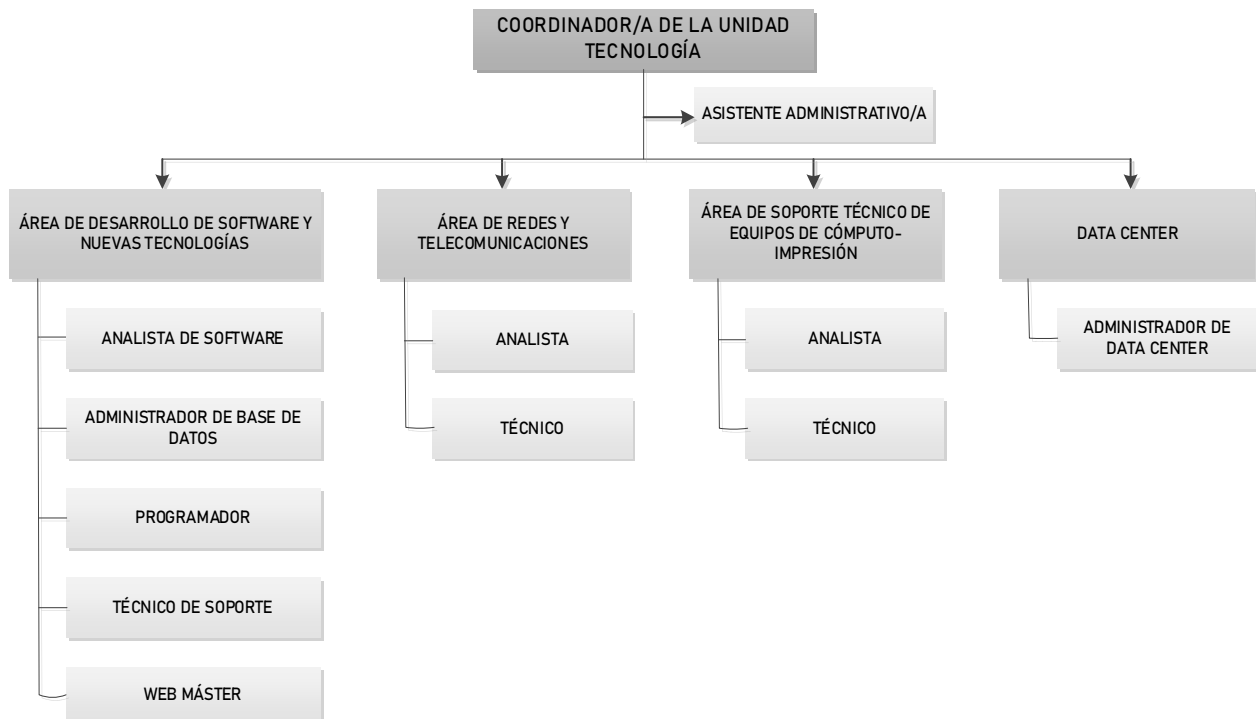 COORDINADOR/A DE LA UNIDAD
TECNOLOGÍA
ASISTENTE ADMINISTRATIVO/A
ÁREA DE DESARROLLO DE SOFTWARE Y
NUEVAS TECNOLOGÍAS
ANALISTA DE SOFTWARE
ADMINISTRADOR DE BASE DE
DATOS
PROGRAMADOR
TÉCNICO DE SOPORTE
WEB MÁSTER
ÁREA DE REDES Y
TELECOMUNICACIONES
ANALISTA
TÉCNICO
ÁREA DE SOPORTE TÉCNICO DE
EQUIPOS DE CÓMPUTO-
IMPRESIÓN
ANALISTA
TÉCNICO
DATA CENTER
ADMINISTRADOR DE
DATA CENTER